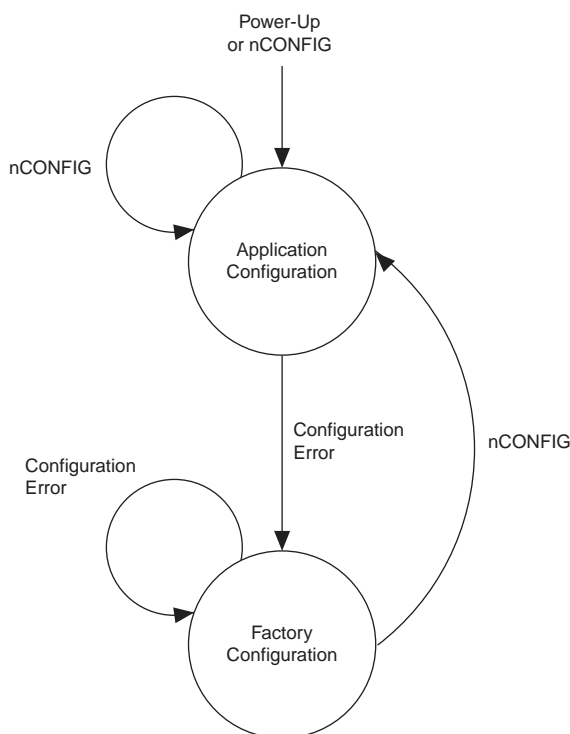 Power-Up
or nCONFIG
nCONFIG
Application
Configuration
Configuration
Error
nCONFIG
Configuration
Error
Factory
Configuration